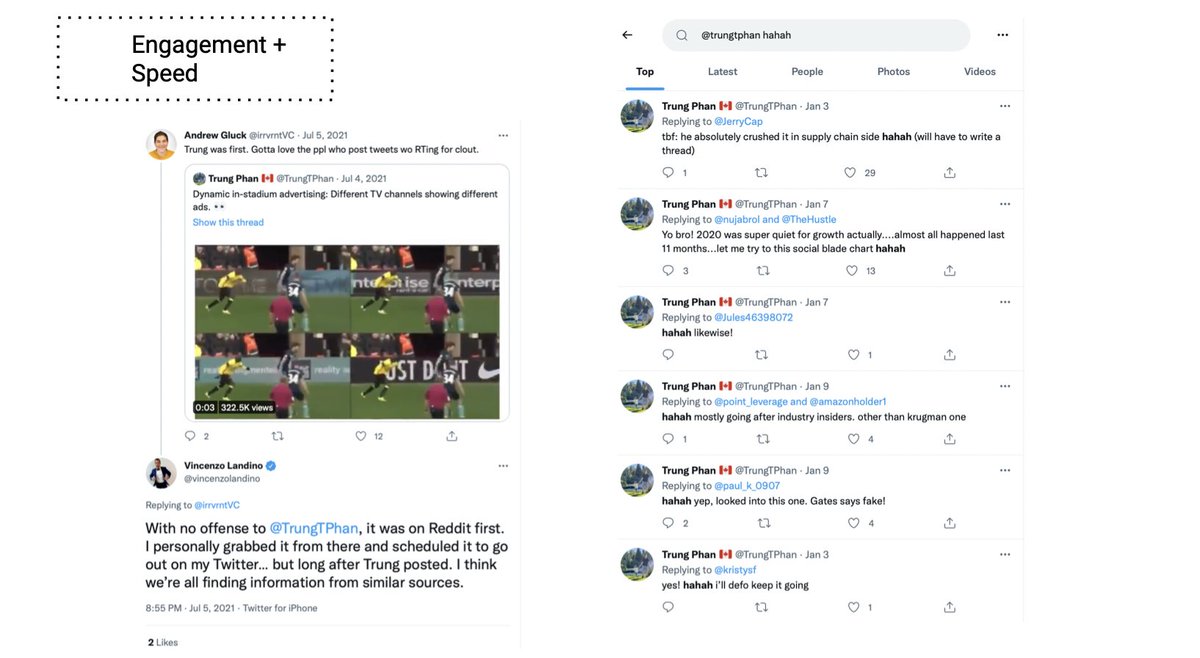 Engagement +
Speed
Andrew Gluck @irrvrntVC · Jul 5, 2021
Trung was first. Gotta love the ppl who post tweets wo RTing for clout.
Trung Phan 🇨🇦 @TrungTPhan · Jul 4, 2021
Dynamic in-stadium advertising: Different TV channels showing different
ads. 👀
Show this thread
enterprise enterp
reality
JUST DO IT
0:03 322.5K views
2 12
Vincenzo Landino
@vincenzolandino
Replying to @irrvrntVC
With no offense to @TrungTPhan, it was on Reddit first.
I personally grabbed it from there and scheduled it to go
out on my Twitter... but long after Trung posted. I think
we're all finding information from similar sources.
8:55 PM · Jul 5, 2021 · Twitter for iPhone
2 Likes
@trungtphan hahah
Top Latest People Photos Videos
Trung Phan 🇨🇦 @TrungTPhan · Jan 3
Replying to @JerryCap
tbf: he absolutely crushed it in supply chain side hahah (will have to write a
thread)
1 29
Trung Phan 🇨🇦 @TrungTPhan · Jan 7
Replying to @nujabrol and @TheHustle
Yo bro! 2020 was super quiet for growth actually....almost all happened last
11 months...let me try to this social blade chart hahah
3 13
Trung Phan 🇨🇦 @TrungTPhan · Jan 7
Replying to @Jules46398072
hahah likewise!
1
Trung Phan 🇨🇦 @TrungTPhan · Jan 9
Replying to @point_leverage and @amazonholder1
hahah mostly going after industry insiders. other than krugman one
1 4
Trung Phan 🇨🇦 @TrungTPhan · Jan 9
Replying to @paul_k_0907
hahah yep, looked into this one. Gates says fake!
2 4
Trung Phan 🇨🇦 @TrungTPhan · Jan 3
Replying to @kristysf
yes! hahah i'll defo keep it going
1